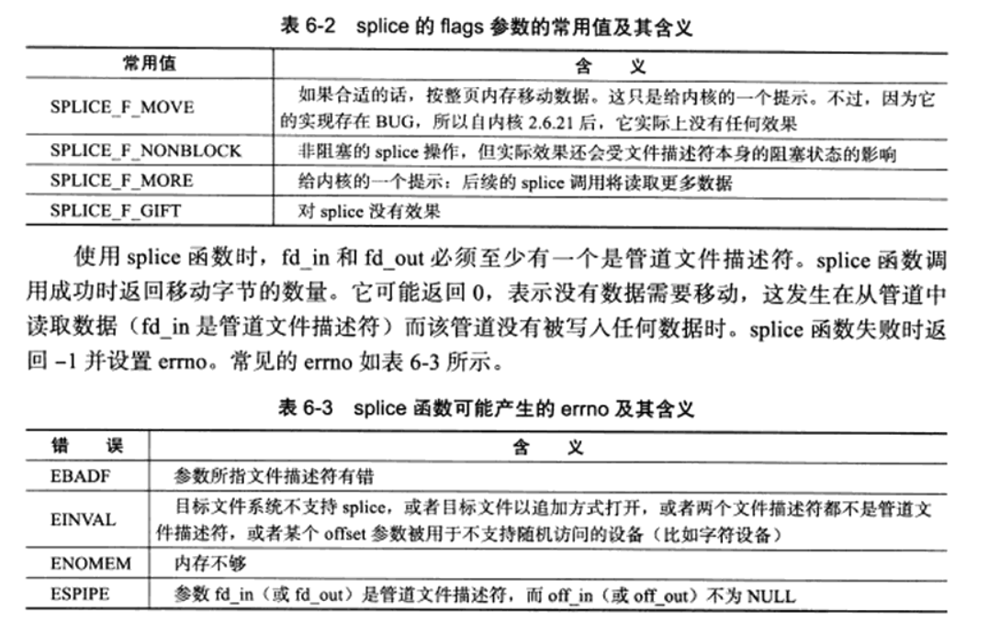 表 6-2 splice 的 flags 参数的常用值及其含义
常用值 含 义
SPLICE_F_MOVE 如果合适的话，按整页内存移动数据。这只是给内核的一个提示。不过，因为它
的实现存在 BUG，所以自内核 2.6.21 后，它实际上没有任何效果
SPLICE_F_NONBLOCK 非阻塞的 splice 操作，但实际效果还会受文件描述符本身的阻塞状态的影响
SPLICE_F_MORE 给内核的一个提示：后续的 splice 调用将读取更多数据
SPLICE_F_GIFT 对 splice 没有效果
使用 splice 函数时，fd_in 和 fd_out 必须至少有一个是管道文件描述符。splice 函数调
用成功时返回移动字节的数量。它可能返回 0，表示没有数据需要移动，这发生在从管道中
读取数据（fd_in 是管道文件描述符）而该管道没有被写入任何数据时。splice 函数失败时返
回 –1 并设置 errno。常见的 errno 如表 6-3 所示。
表 6-3 splice 函数可能产生的 errno 及其含义
错 误 含 义
EBADF 参数所指文件描述符有错
EINVAL 目标文件系统不支持 splice，或者目标文件以追加方式打开，或者两个文件描述符都不是管道文
件描述符，或者某个 offset 参数被用于不支持随机访问的设备（比如字符设备）
ENOMEM 内存不够
ESPIPE 参数 fd_in（或 fd_out）是管道文件描述符，而 off_in（或 off_out）不为 NULL